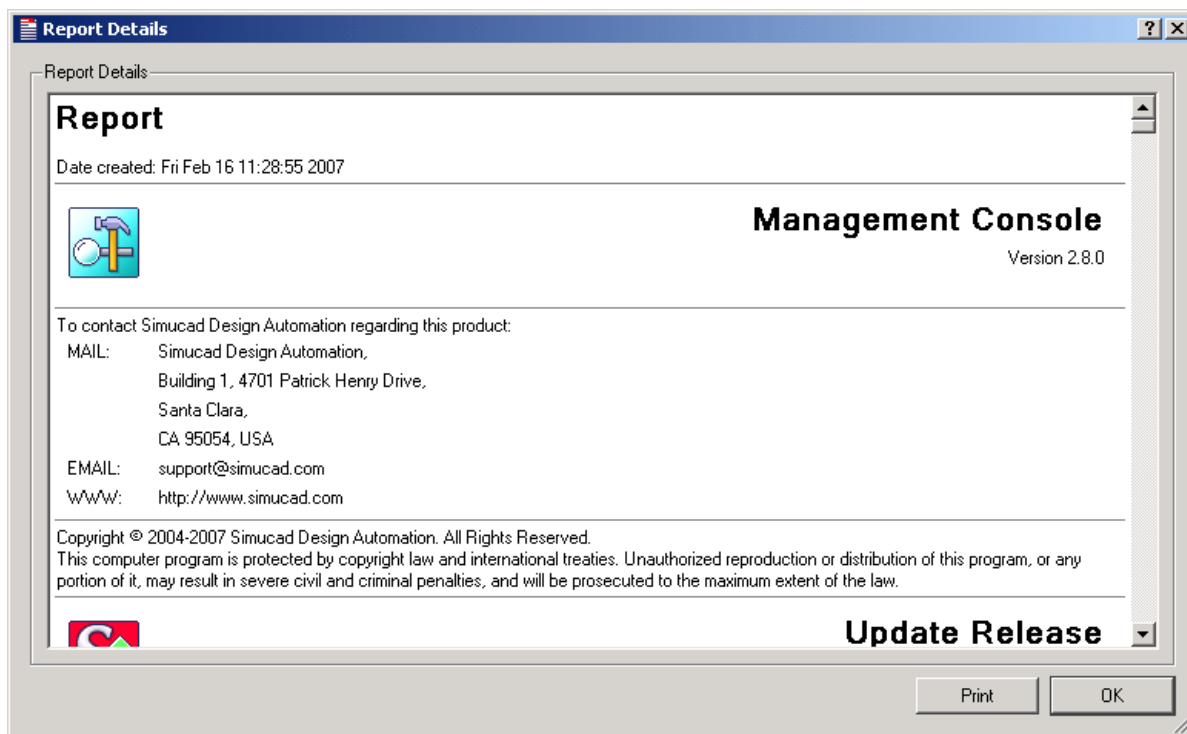 Report Details
Report Details
Report
Date created: Fri Feb 16 11:28:55 2007
Management Console
Version 2.8.0
To contact Simucad Design Automation regarding this product:
MAIL: Simucad Design Automation,
Building 1, 4701 Patrick Henry Drive,
Santa Clara,
CA 95054, USA
EMAIL: support@simucad.com
WWW: http://www.simucad.com
Copyright © 2004-2007 Simucad Design Automation. All Rights Reserved.
This computer program is protected by copyright law and international treaties. Unauthorized reproduction or distribution of this program, or any
portion of it, may result in severe civil and criminal penalties, and will be prosecuted to the maximum extent of the law.
Update Release
Print OK